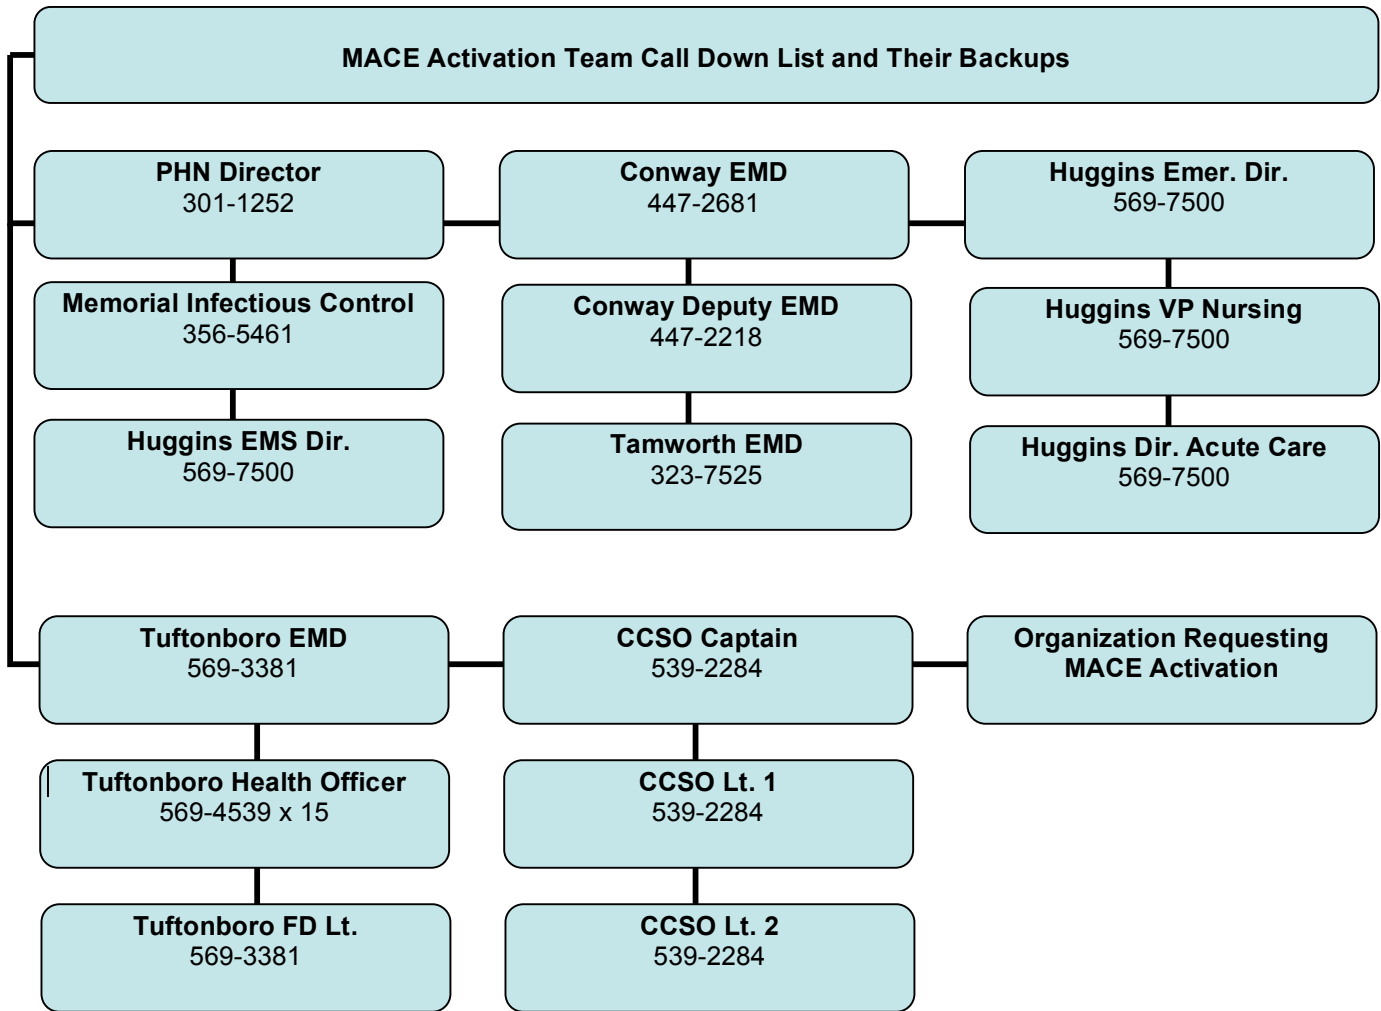 MACE Activation Team Call Down List and Their Backups
PHN Director
301-1252
Conway EMD
447-2681
Huggins Emer. Dir.
569-7500
Memorial Infectious Control
356-5461
Conway Deputy EMD
447-2218
Huggins VP Nursing
569-7500
Huggins EMS Dir.
569-7500
Tamworth EMD
323-7525
Huggins Dir. Acute Care
569-7500
Tuftonboro EMD
569-3381
CCSO Captain
539-2284
Organization Requesting
MACE Activation
Tuftonboro Health Officer
569-4539 x 15
CCSO Lt. 1
539-2284
Tuftonboro FD Lt.
569-3381
CCSO Lt. 2
539-2284